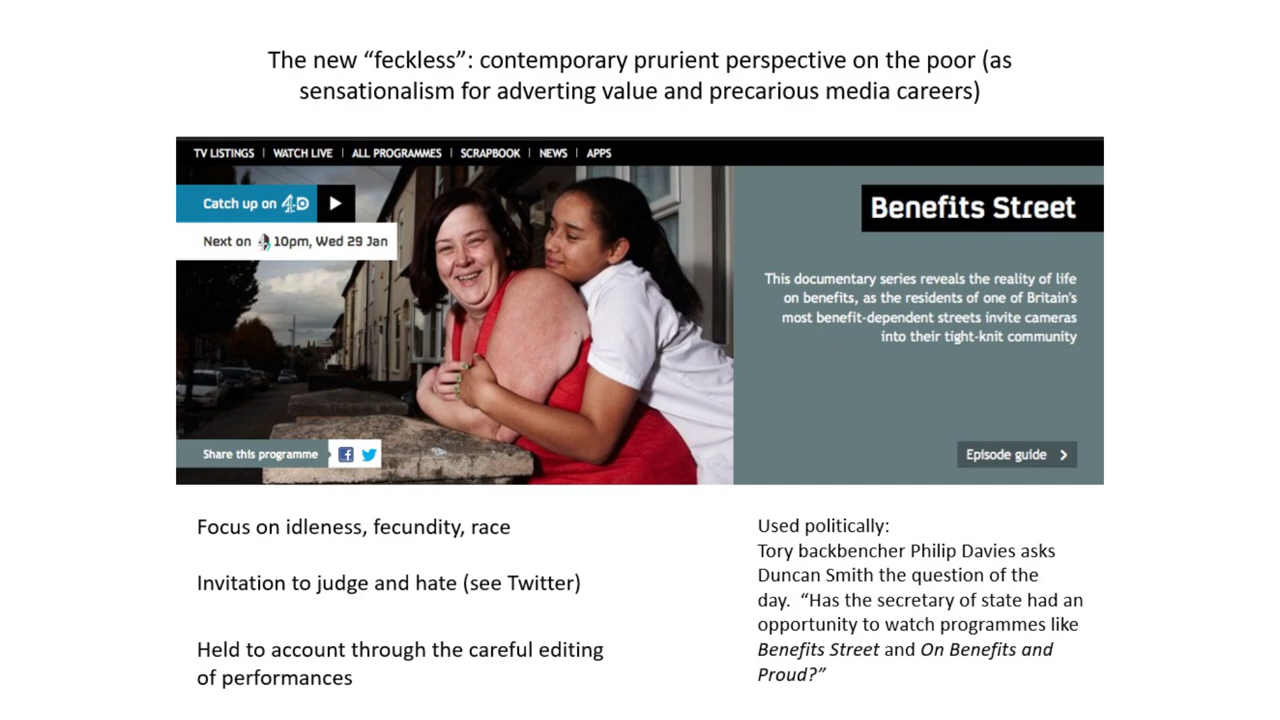 The new “feckless”: contemporary prurient perspective on the poor (as
sensationalism for adverting value and precarious media careers)
TV LISTINGS | WATCH LIVE | ALL PROGRAMMES | SCRAPBOOK | NEWS | APPS
Catch up on 4oD
Next on 4 10pm, Wed 29 Jan
Benefits Street
This documentary series reveals the reality of life
on benefits, as the residents of one of Britain's
most benefit-dependent streets invite cameras
into their tight-knit community
Share this programme
Episode guide
Focus on idleness, fecundity, race
Invitation to judge and hate (see Twitter)
Held to account through the careful editing
of performances
Used politically:
Tory backbencher Philip Davies asks
Duncan Smith the question of the
day. “Has the secretary of state had an
opportunity to watch programmes like
Benefits Street and On Benefits and
Proud?”